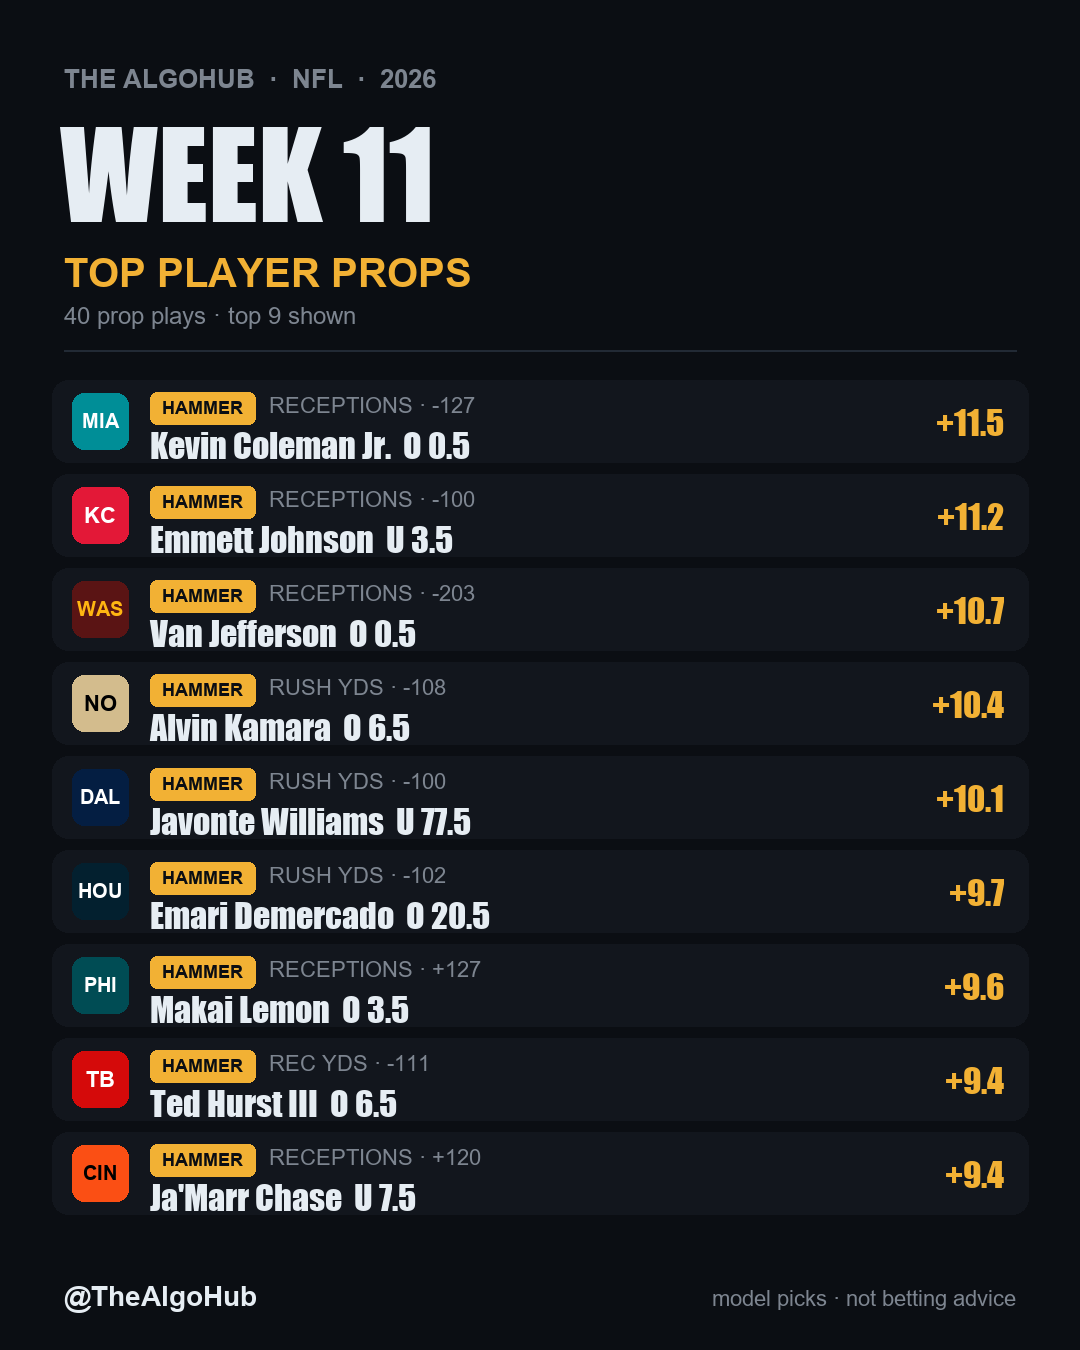 THE ALGOHUB · NFL · 2026
WEEK 11
TOP PLAYER PROPS
40 prop plays · top 9 shown
MIA HAMMER RECEPTIONS · -127
Kevin Coleman Jr. O 0.5 +11.5
KC HAMMER RECEPTIONS · -100
Emmett Johnson U 3.5 +11.2
WAS HAMMER RECEPTIONS · -203
Van Jefferson O 0.5 +10.7
NO HAMMER RUSH YDS · -108
Alvin Kamara O 6.5 +10.4
DAL HAMMER RUSH YDS · -100
Javonte Williams U 77.5 +10.1
HOU HAMMER RUSH YDS · -102
Emari Demercado O 20.5 +9.7
PHI HAMMER RECEPTIONS · +127
Makai Lemon O 3.5 +9.6
TB HAMMER REC YDS · -111
Ted Hurst III O 6.5 +9.4
CIN HAMMER RECEPTIONS · +120
Ja'Marr Chase U 7.5 +9.4
@TheAlgoHub
model picks · not betting advice